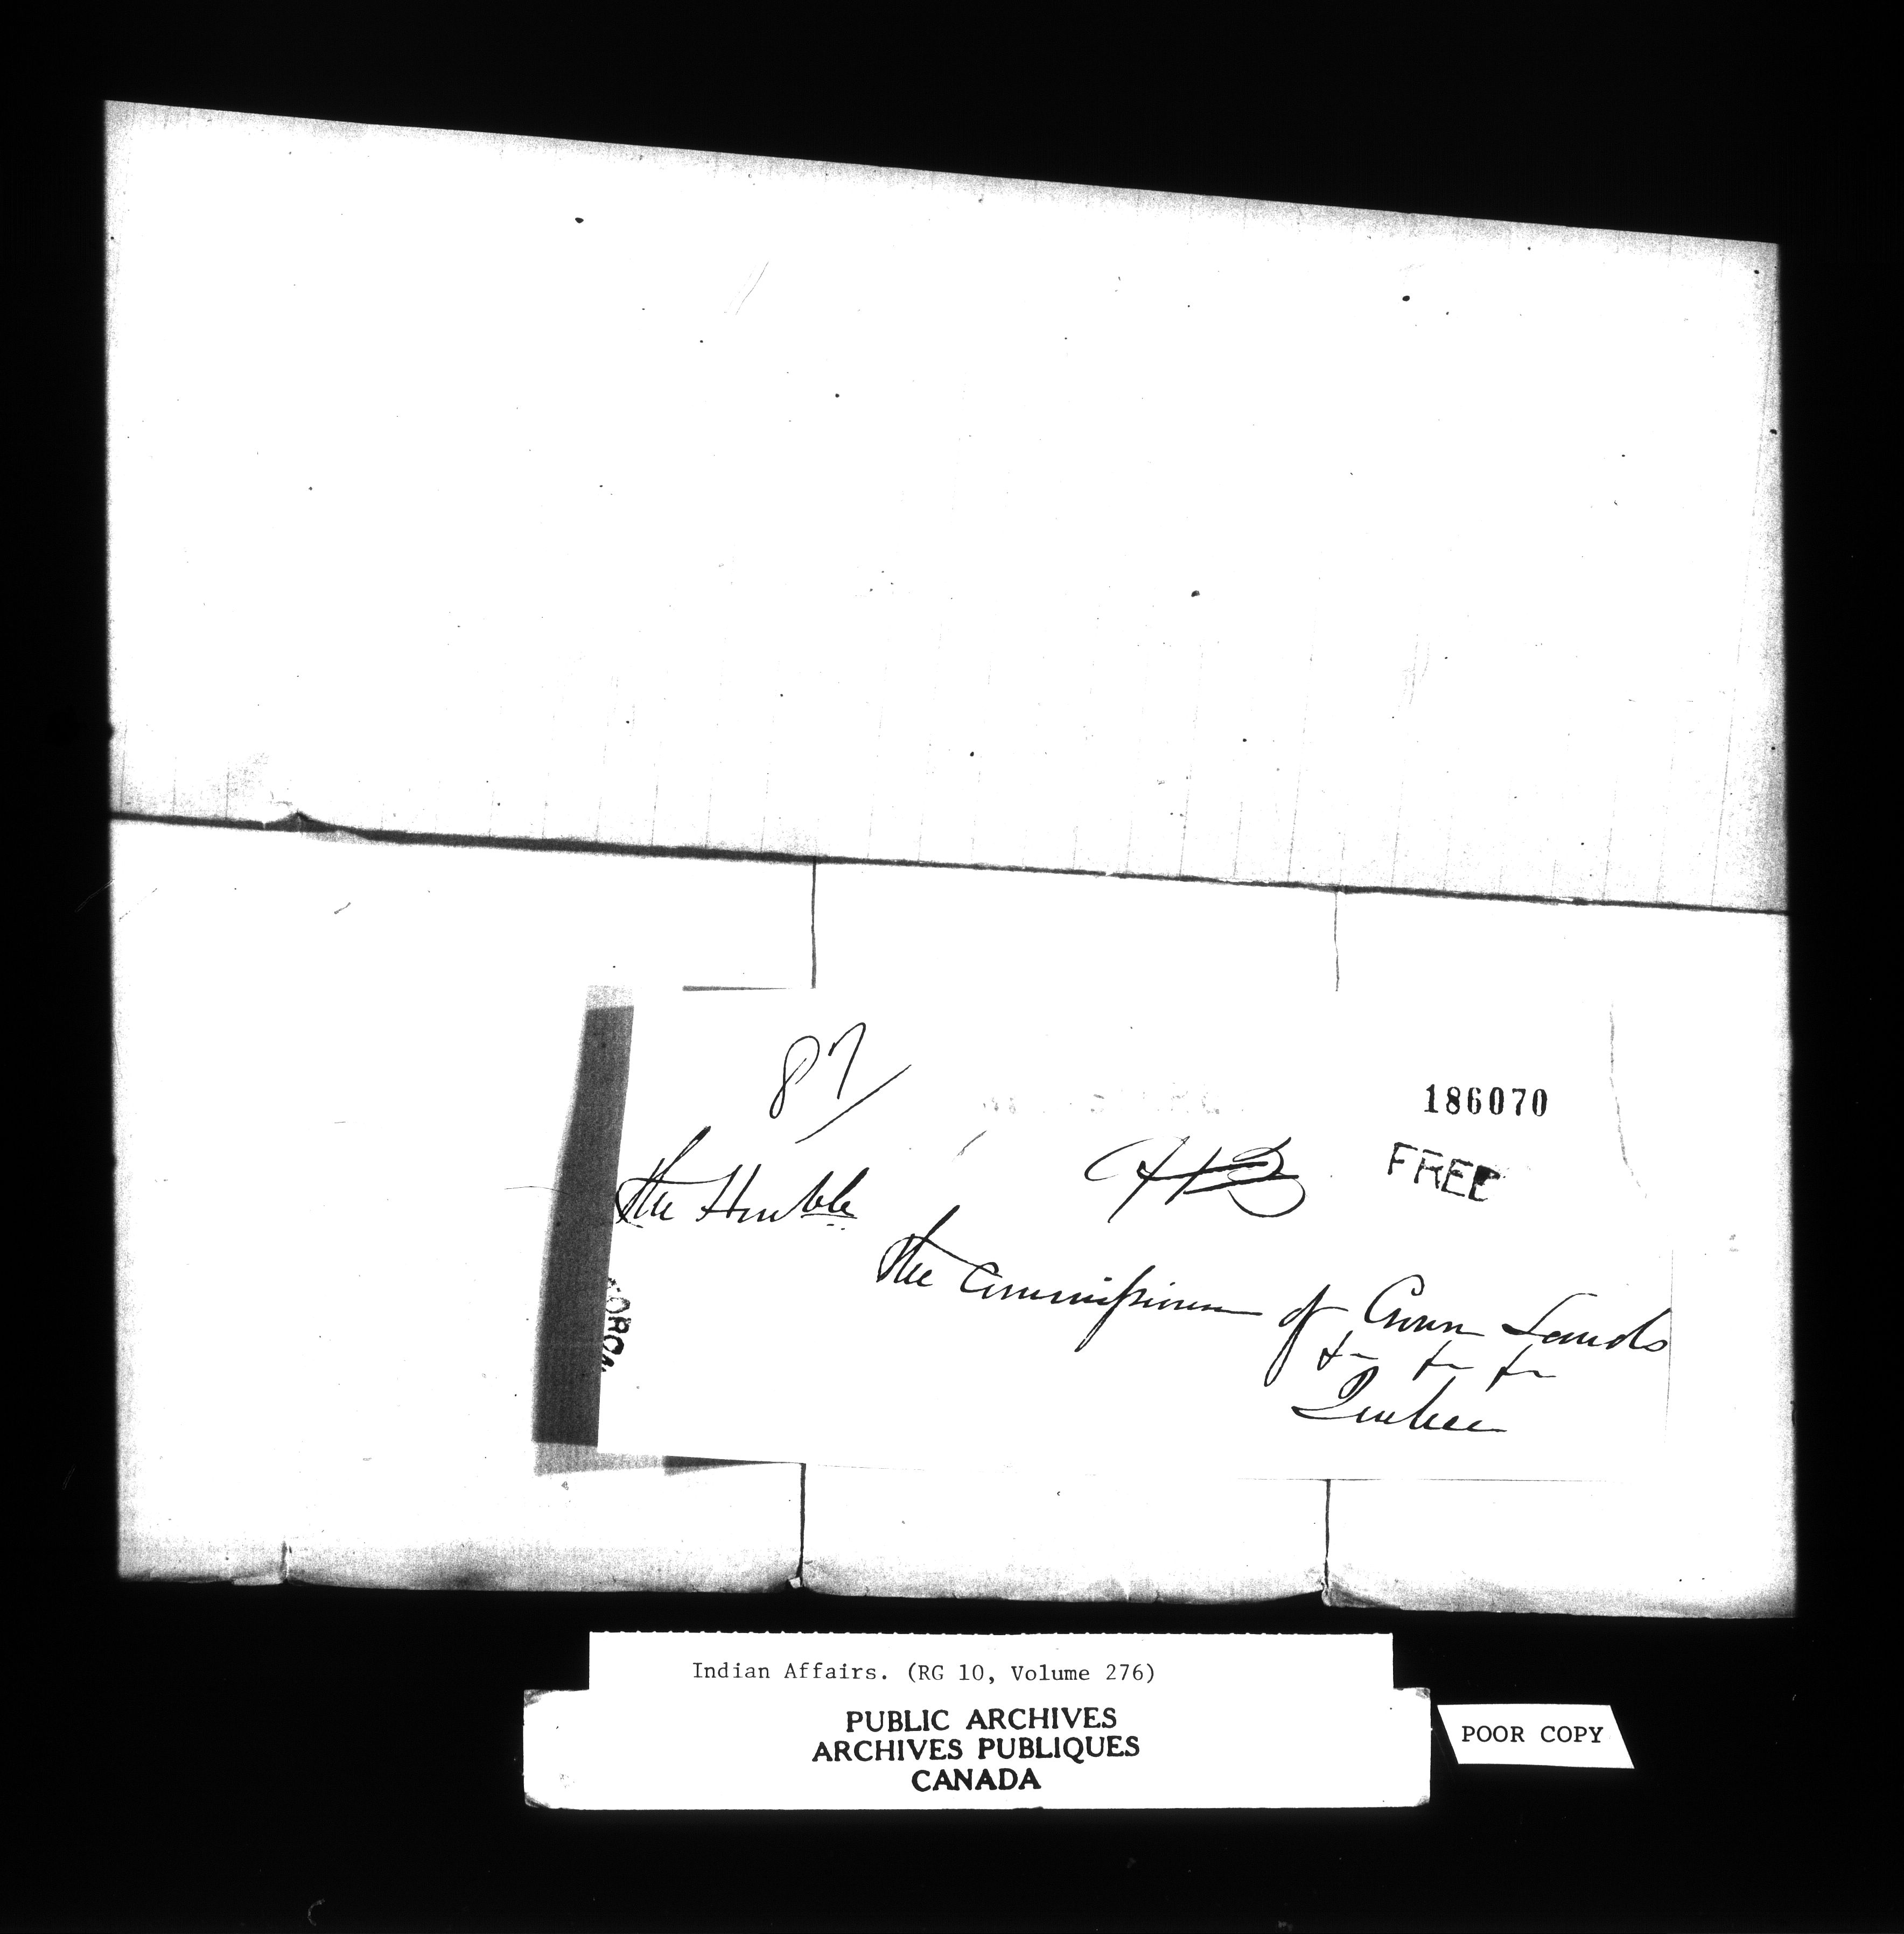 87
186070
FREE
The Honble
The Commissioner of Crown Lands
&c &c &c
Quebec
Indian Affairs. (RG 10, Volume 276)
PUBLIC ARCHIVES
ARCHIVES PUBLIQUES
CANADA
POOR COPY